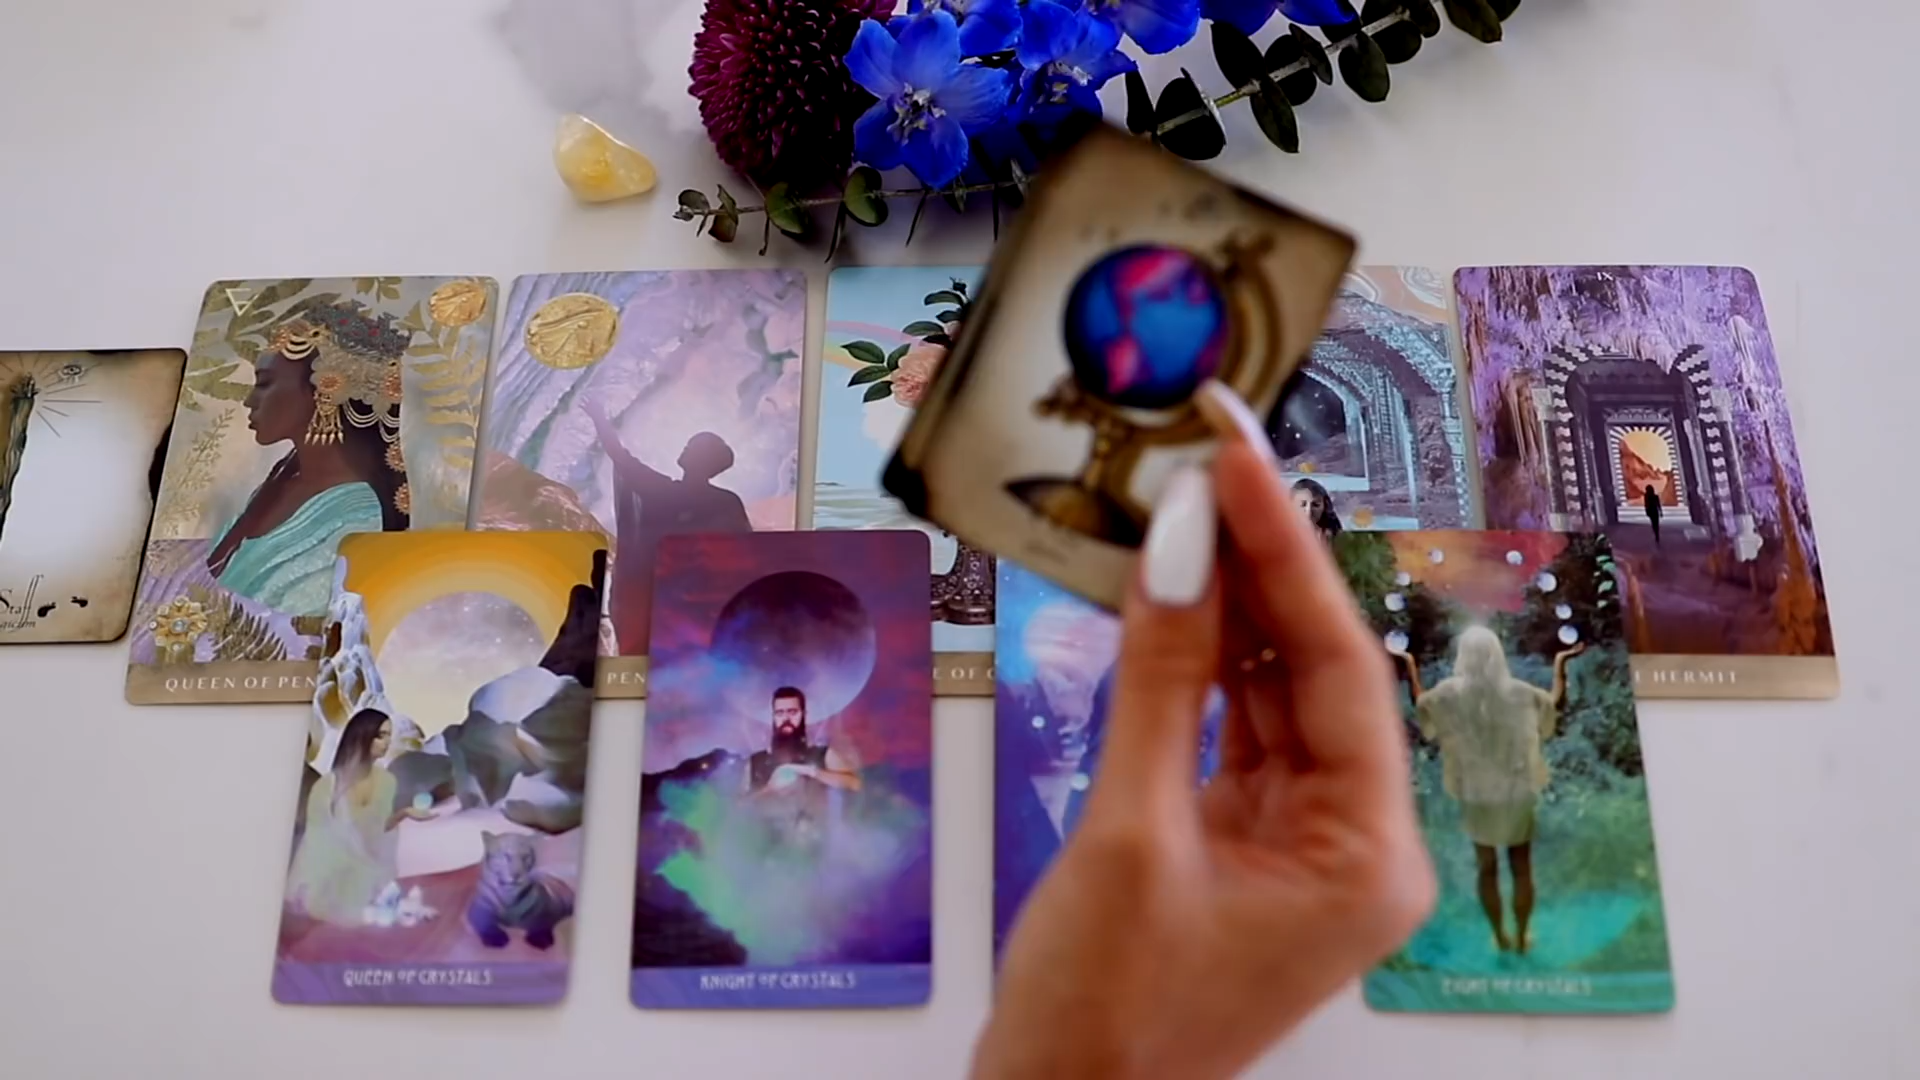 IX
Staff
QUEEN OF PEN
PEN
E OF C
HERMIT
QUEEN OF CRYSTALS
KNIGHT OF CRYSTALS
EIGHT OF CRYSTALS